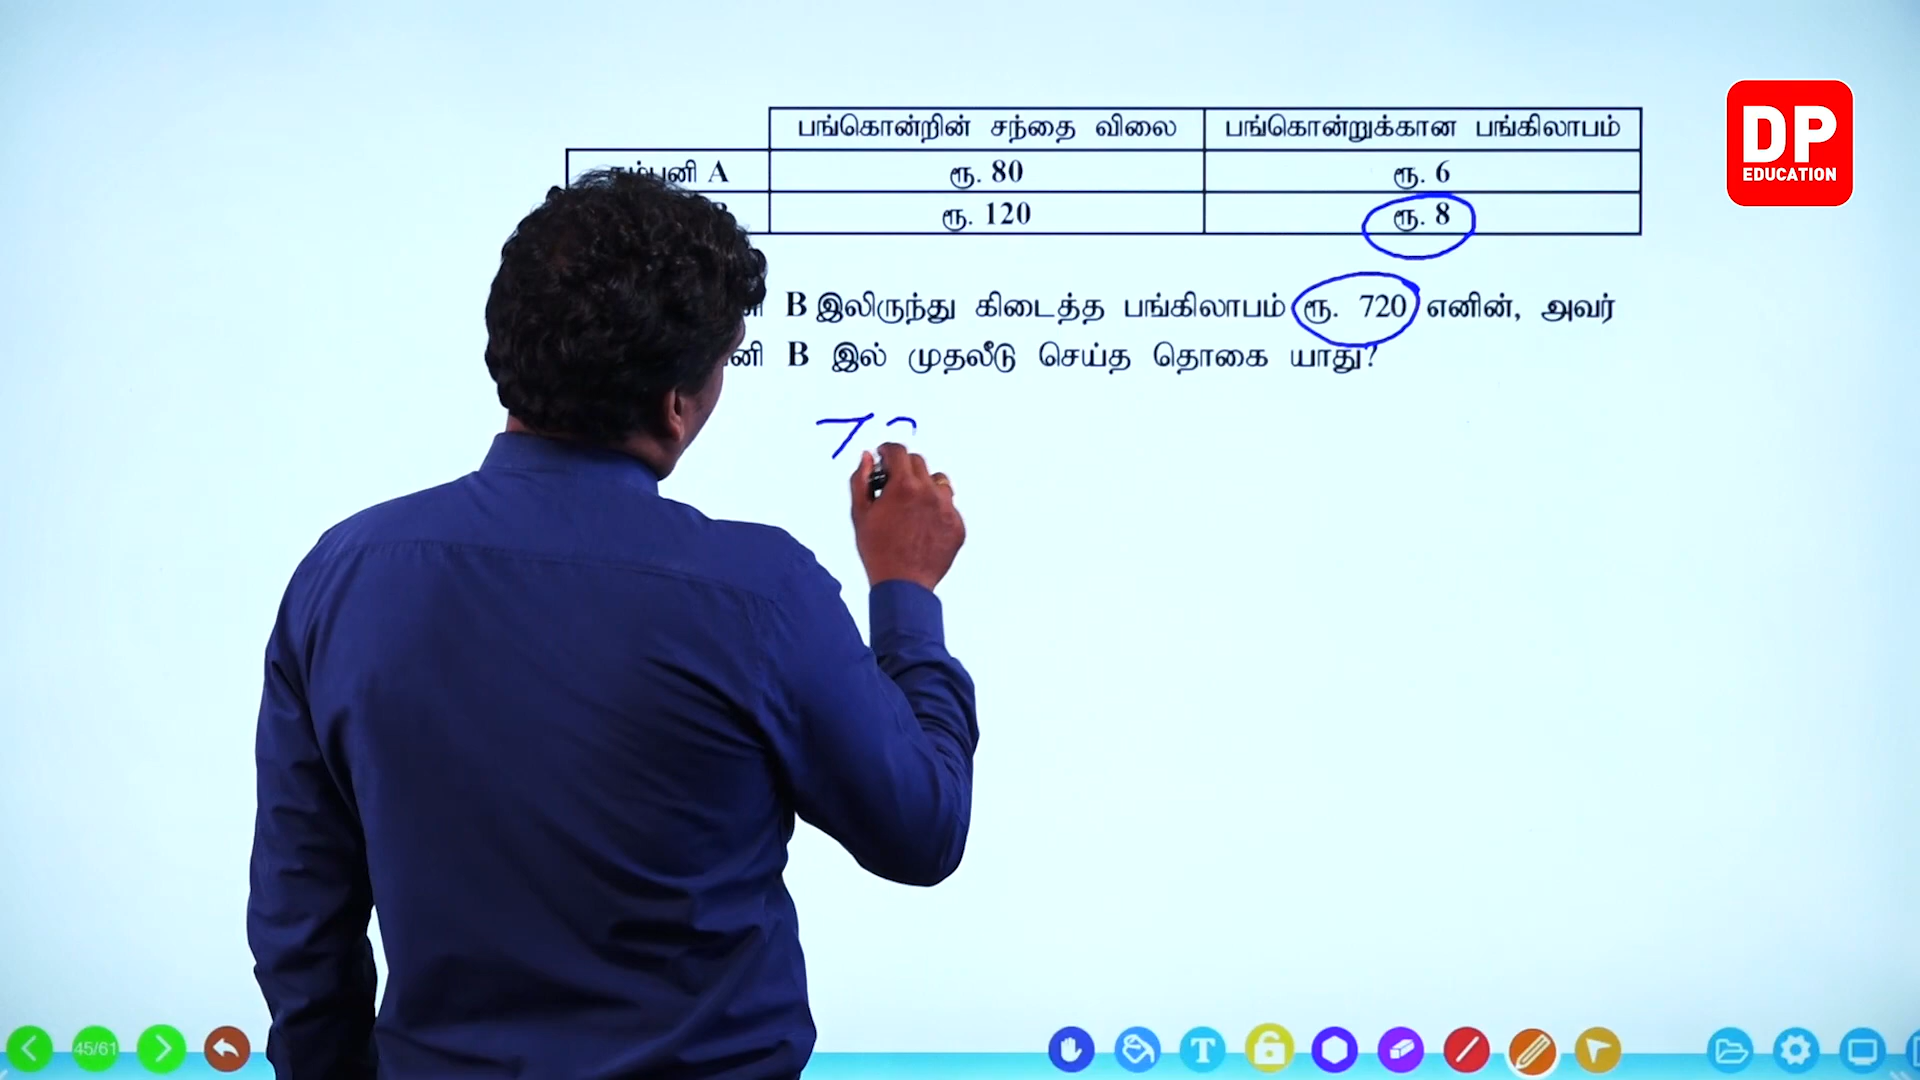 DP
EDUCATION
பங்கொன்றின் சந்தை விலை பங்கொன்றுக்கான பங்கிலாபம்
A ரூ. 80 ரூ. 6
ரூ. 120 ரூ. 8
B இலிருந்து கிடைத்த பங்கிலாபம் ரூ. 720 எனின், அவர்
B இல் முதலீடு செய்த தொகை யாது?
45/61
T